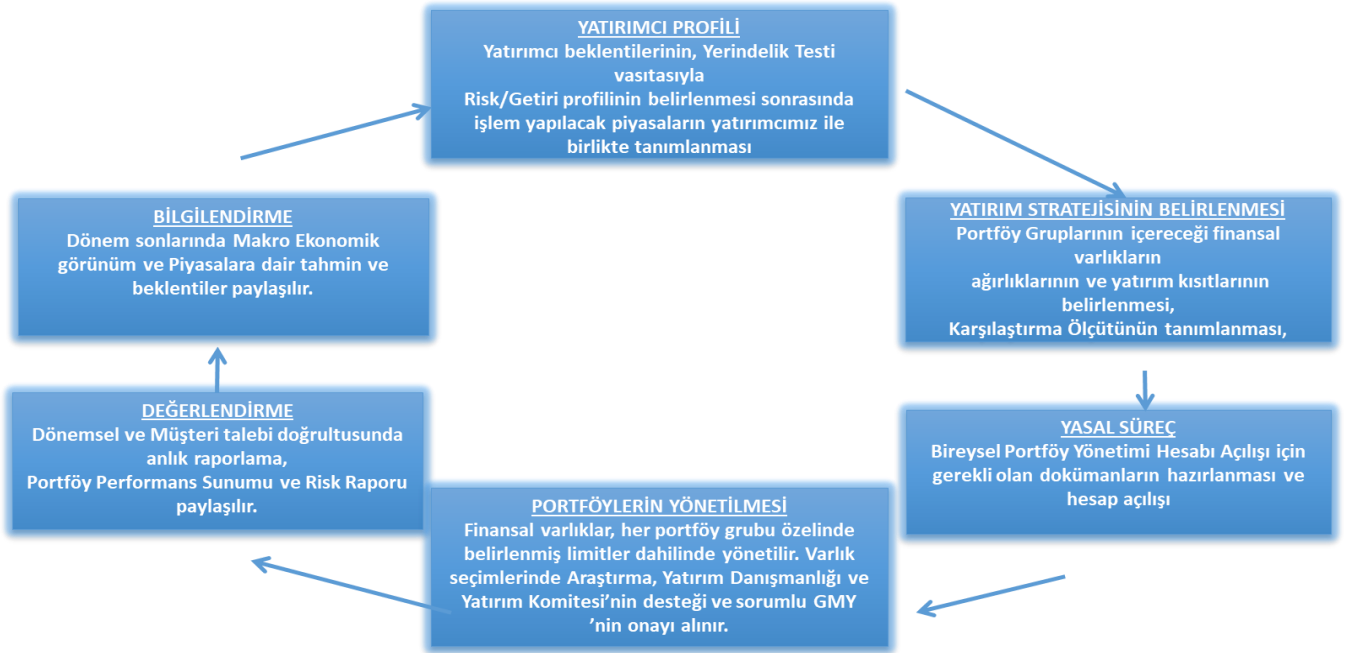 YATIRIMCI PROFİLİ
Yatırımcı beklentilerinin, Yerindelik Testi
vasıtasıyla
Risk/Getiri profilinin belirlenmesi sonrasında
işlem yapılacak piyasaların yatırımcımız ile
birlikte tanımlanması
YATIRIM STRATEJİSİNİN BELİRLENMESİ
Portföy Gruplarının içereceği finansal
varlıkların
ağırlıklarının ve yatırım kısıtlarının
belirlenmesi,
Karşılaştırma Ölçütünün tanımlanması,
YASAL SÜREÇ
Bireysel Portföy Yönetimi Hesabı Açılışı için
gerekli olan dokümanların hazırlanması ve
hesap açılışı
PORTFÖYLERİN YÖNETİLMESİ
Finansal varlıklar, her portföy grubu özelinde
belirlenmiş limitler dahilinde yönetilir. Varlık
seçimlerinde Araştırma, Yatırım Danışmanlığı ve
Yatırım Komitesi’nin desteği ve sorumlu GMY
’nin onayı alınır.
DEĞERLENDİRME
Dönemsel ve Müşteri talebi doğrultusunda
anlık raporlama,
Portföy Performans Sunumu ve Risk Raporu
paylaşılır.
BİLGİLENDİRME
Dönem sonlarında Makro Ekonomik
görünüm ve Piyasalara dair tahmin ve
beklentiler paylaşılır.